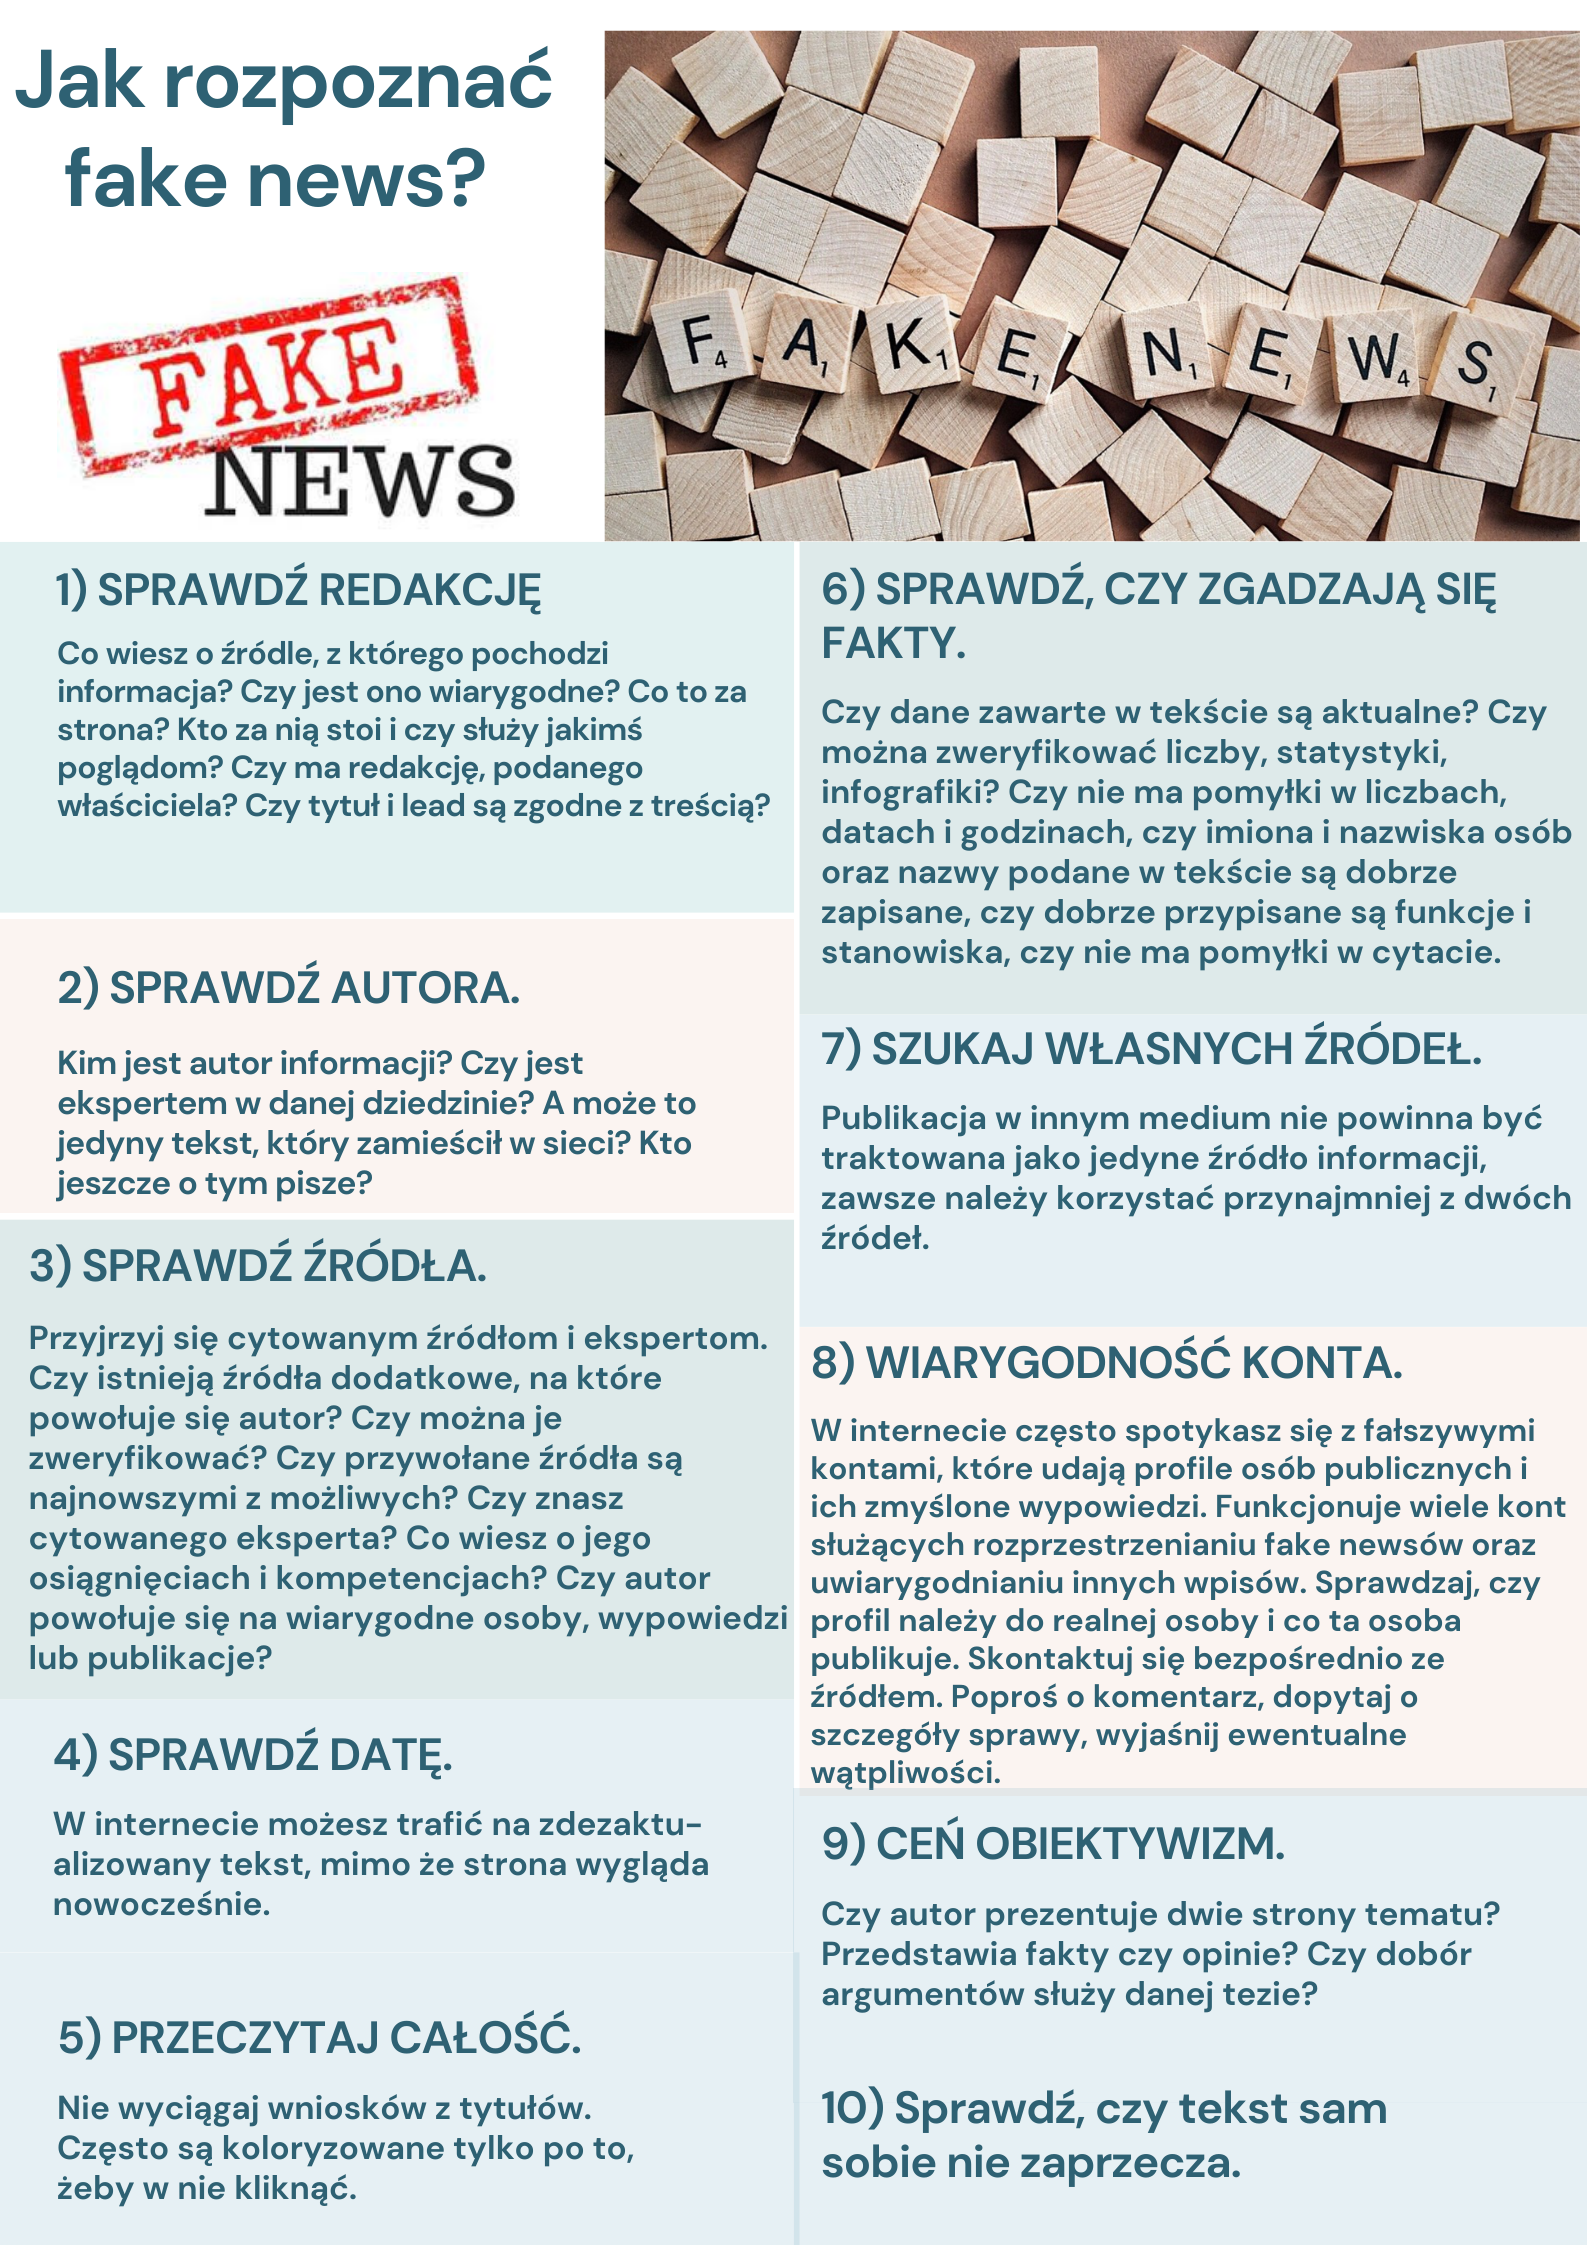 Jak rozpoznać
fake news?
FAKE
NEWS
F4 A1 K1 E1 N1 E1 W4 S1
1) SPRAWDŹ REDAKCJĘ
Co wiesz o źródle, z którego pochodzi
informacja? Czy jest ono wiarygodne? Co to za
strona? Kto za nią stoi i czy służy jakimś
poglądom? Czy ma redakcję, podanego
właściciela? Czy tytuł i lead są zgodne z treścią?
2) SPRAWDŹ AUTORA.
Kim jest autor informacji? Czy jest
ekspertem w danej dziedzinie? A może to
jedyny tekst, który zamieścił w sieci? Kto
jeszcze o tym pisze?
3) SPRAWDŹ ŹRÓDŁA.
Przyjrzyj się cytowanym źródłom i ekspertom.
Czy istnieją źródła dodatkowe, na które
powołuje się autor? Czy można je
zweryfikować? Czy przywołane źródła są
najnowszymi z możliwych? Czy znasz
cytowanego eksperta? Co wiesz o jego
osiągnięciach i kompetencjach? Czy autor
powołuje się na wiarygodne osoby, wypowiedzi
lub publikacje?
4) SPRAWDŹ DATĘ.
W internecie możesz trafić na zdezaktu-
alizowany tekst, mimo że strona wygląda
nowocześnie.
5) PRZECZYTAJ CAŁOŚĆ.
Nie wyciągaj wniosków z tytułów.
Często są koloryzowane tylko po to,
żeby w nie kliknąć.
6) SPRAWDŹ, CZY ZGADZAJĄ SIĘ
FAKTY.
Czy dane zawarte w tekście są aktualne? Czy
można zweryfikować liczby, statystyki,
infografiki? Czy nie ma pomyłki w liczbach,
datach i godzinach, czy imiona i nazwiska osób
oraz nazwy podane w tekście są dobrze
zapisane, czy dobrze przypisane są funkcje i
stanowiska, czy nie ma pomyłki w cytacie.
7) SZUKAJ WŁASNYCH ŹRÓDEŁ.
Publikacja w innym medium nie powinna być
traktowana jako jedyne źródło informacji,
zawsze należy korzystać przynajmniej z dwóch
źródeł.
8) WIARYGODNOŚĆ KONTA.
W internecie często spotykasz się z fałszywymi
kontami, które udają profile osób publicznych i
ich zmyślone wypowiedzi. Funkcjonuje wiele kont
służących rozprzestrzenianiu fake newsów oraz
uwiarygodnianiu innych wpisów. Sprawdzaj, czy
profil należy do realnej osoby i co ta osoba
publikuje. Skontaktuj się bezpośrednio ze
źródłem. Poproś o komentarz, dopytaj o
szczegóły sprawy, wyjaśnij ewentualne
wątpliwości.
9) CEŃ OBIEKTYWIZM.
Czy autor prezentuje dwie strony tematu?
Przedstawia fakty czy opinie? Czy dobór
argumentów służy danej tezie?
10) Sprawdź, czy tekst sam
sobie nie zaprzecza.